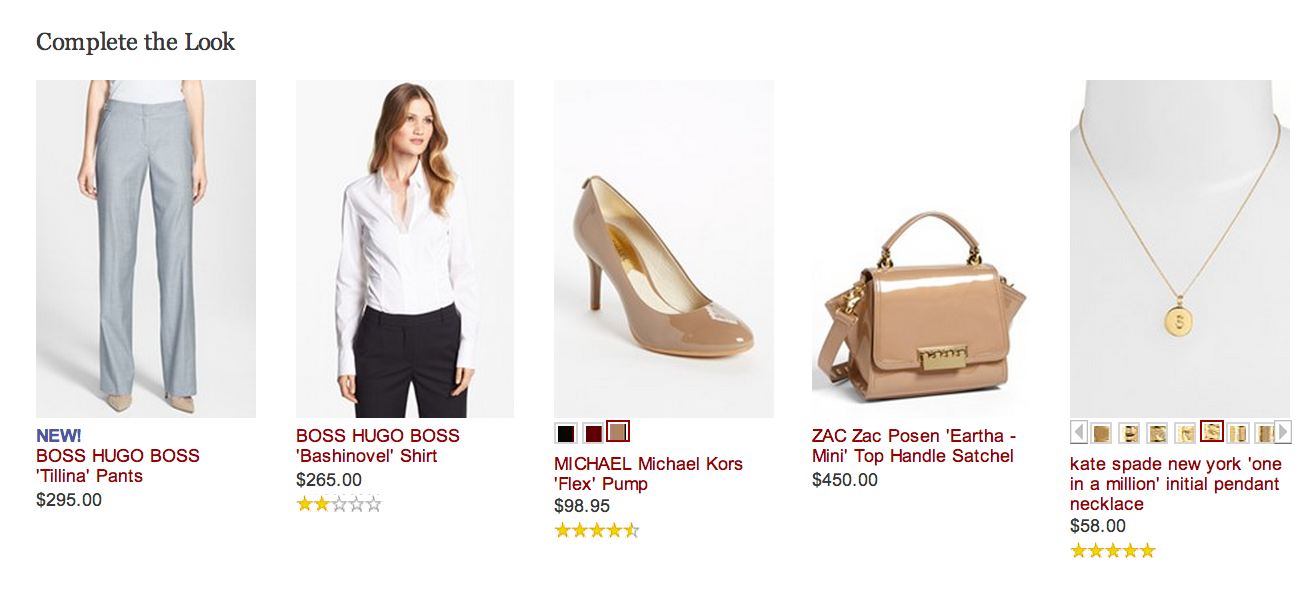 Complete the Look
NEW!
BOSS HUGO BOSS
'Tillina' Pants
$295.00
BOSS HUGO BOSS
'Bashinovel' Shirt
$265.00
MICHAEL Michael Kors
'Flex' Pump
$98.95
ZAC Zac Posen 'Eartha -
Mini' Top Handle Satchel
$450.00
kate spade new york 'one
in a million' initial pendant
necklace
$58.00